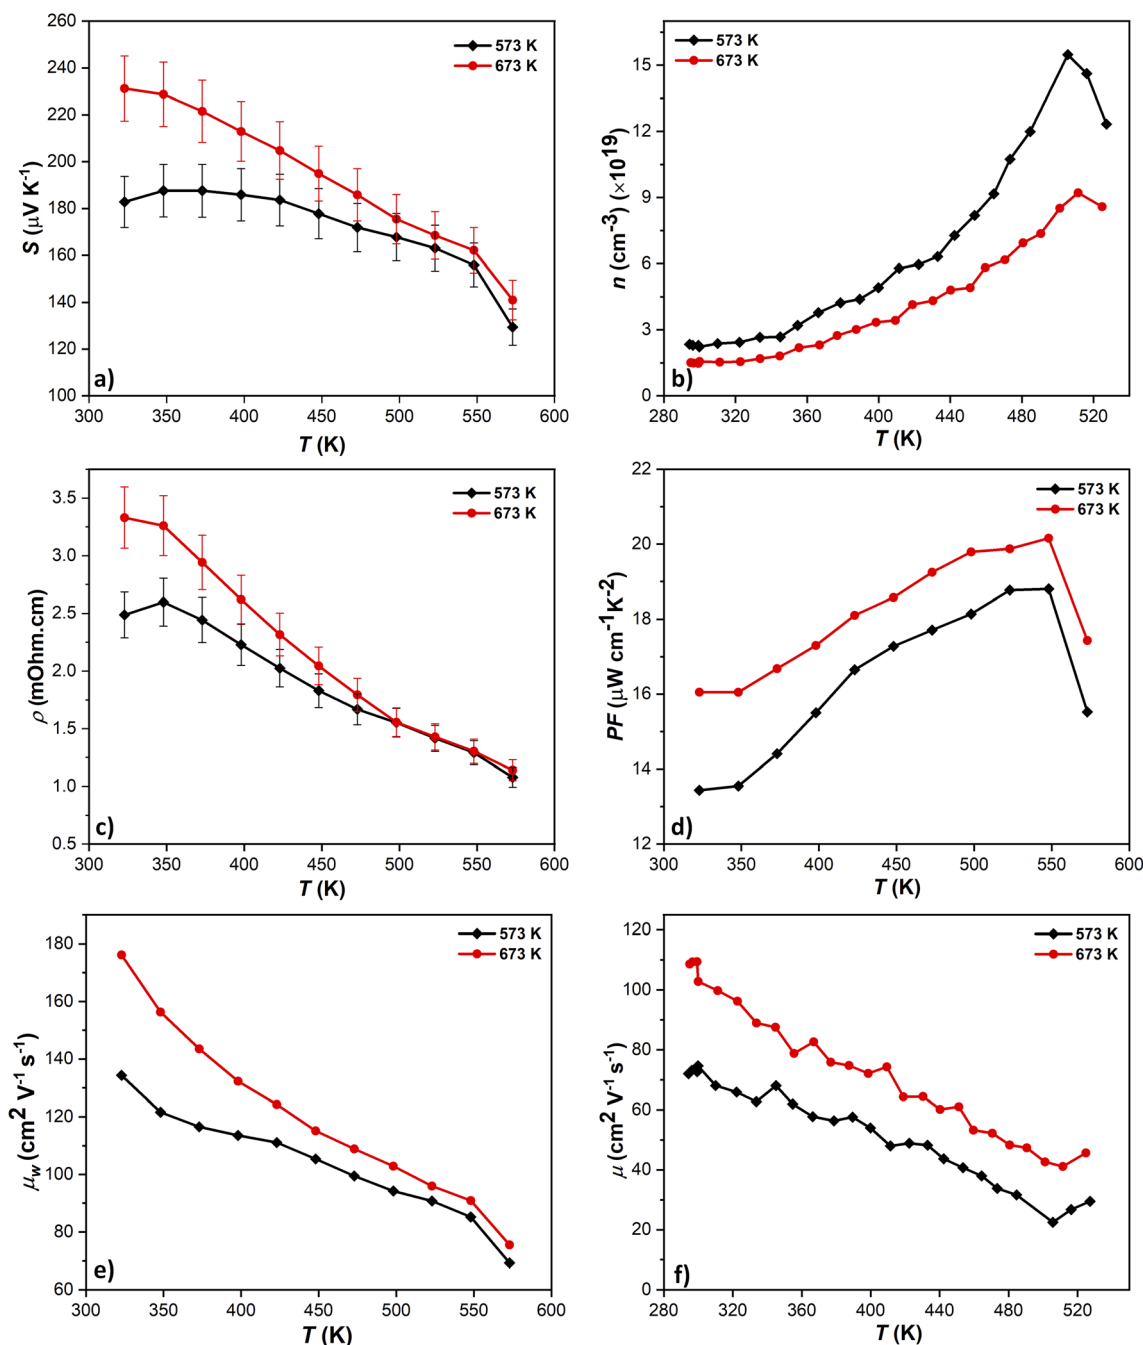 260
240
220
200
180
160
140
120
100
S (μV K-1)
573 K
673 K
a)
300 350 400 450 500 550 600
T (K)
15
12
9
6
3
0
n (cm-3) (×1019)
573 K
673 K
b)
280 320 360 400 440 480 520
T (K)
3.5
3.0
2.5
2.0
1.5
1.0
0.5
ρ (mOhm.cm)
573 K
673 K
c)
300 350 400 450 500 550 600
T (K)
22
20
18
16
14
12
PF (μW cm-1K-2)
573 K
673 K
d)
300 350 400 450 500 550 600
T (K)
180
160
140
120
100
80
60
μw (cm2 V-1 s-1)
573 K
673 K
e)
300 350 400 450 500 550 600
T (K)
120
100
80
60
40
20
0
μ (cm2 V-1 s-1)
573 K
673 K
f)
280 320 360 400 440 480 520
T (K)